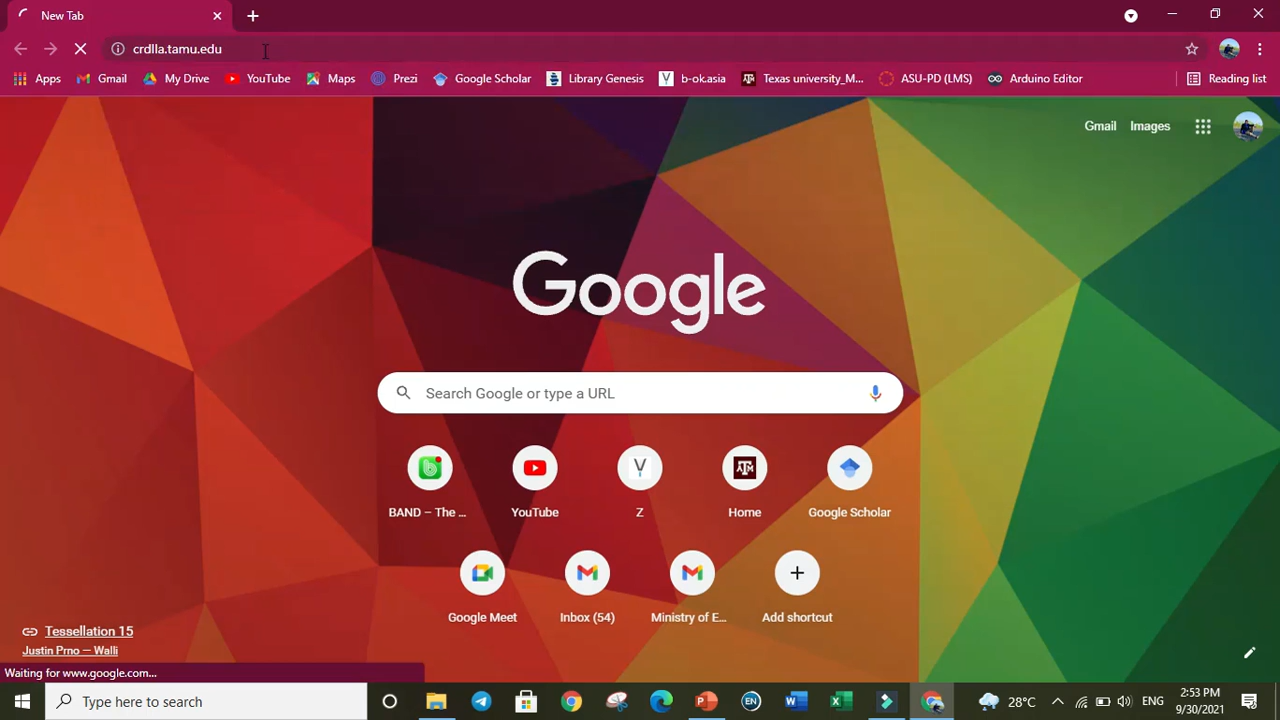 New Tab
crdlla.tamu.edu
Apps Gmail My Drive YouTube Maps Prezi Google Scholar Library Genesis b-ok.asia Texas university_M... ASU-PD (LMS) Arduino Editor Reading list
Gmail Images
Google
Search Google or type a URL
BAND – The ... YouTube Z Home Google Scholar
Google Meet Inbox (54) Ministry of E... Add shortcut
Tessellation 15
Justin Prno — Walli
Waiting for www.google.com...
Type here to search
28°C ENG
2:53 PM
9/30/2021